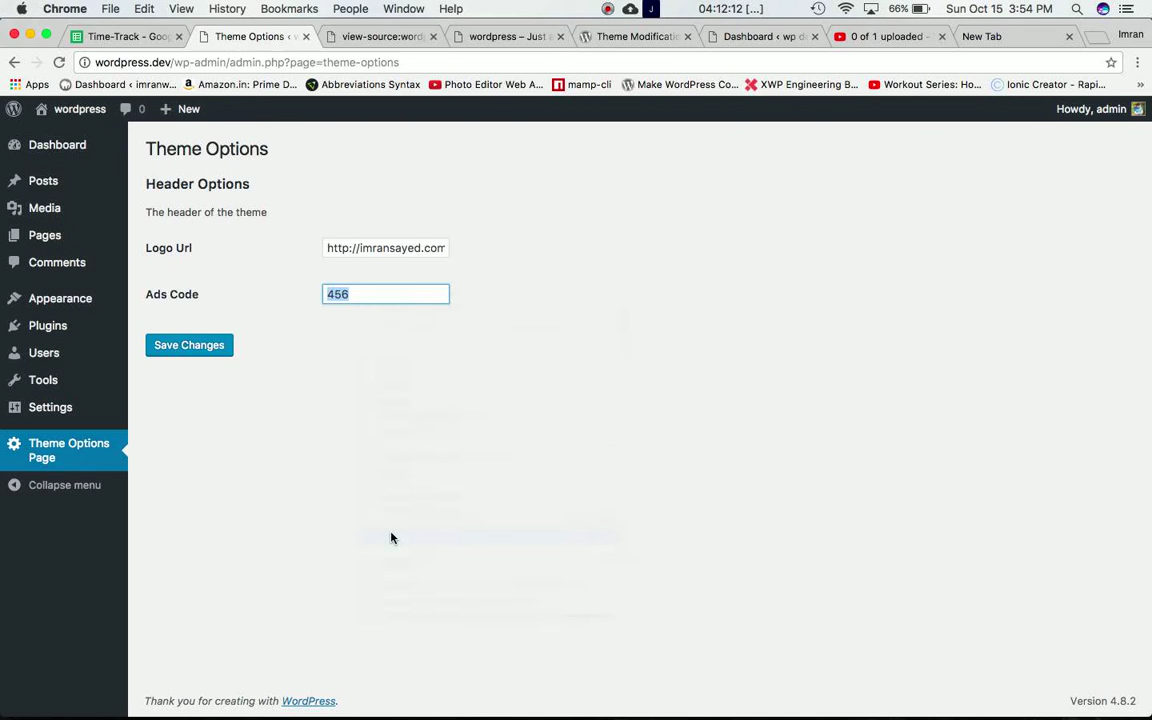 Chrome File Edit View History Bookmarks People Window Help J 04:12:12 [...] 66% Sun Oct 15 3:54 PM
Time-Track - Goo Theme Options ‹ w view-source:wordp wordpress – Just a Theme Modificatio Dashboard ‹ wp d 0 of 1 uploaded - New Tab Imran
wordpress.dev/wp-admin/admin.php?page=theme-options
Apps Dashboard ‹ imranw... Amazon.in: Prime D... Abbreviations Syntax Photo Editor Web A... mamp-cli Make WordPress Co... XWP Engineering B... Workout Series: Ho... Ionic Creator - Rapi... »
wordpress 0 New Howdy, admin
Dashboard
Posts
Media
Pages
Comments
Appearance
Plugins
Users
Tools
Settings
Theme Options
Page
Collapse menu
Theme Options
Header Options
The header of the theme
Logo Url http://imransayed.com
Ads Code 456
Save Changes
Thank you for creating with WordPress. Version 4.8.2